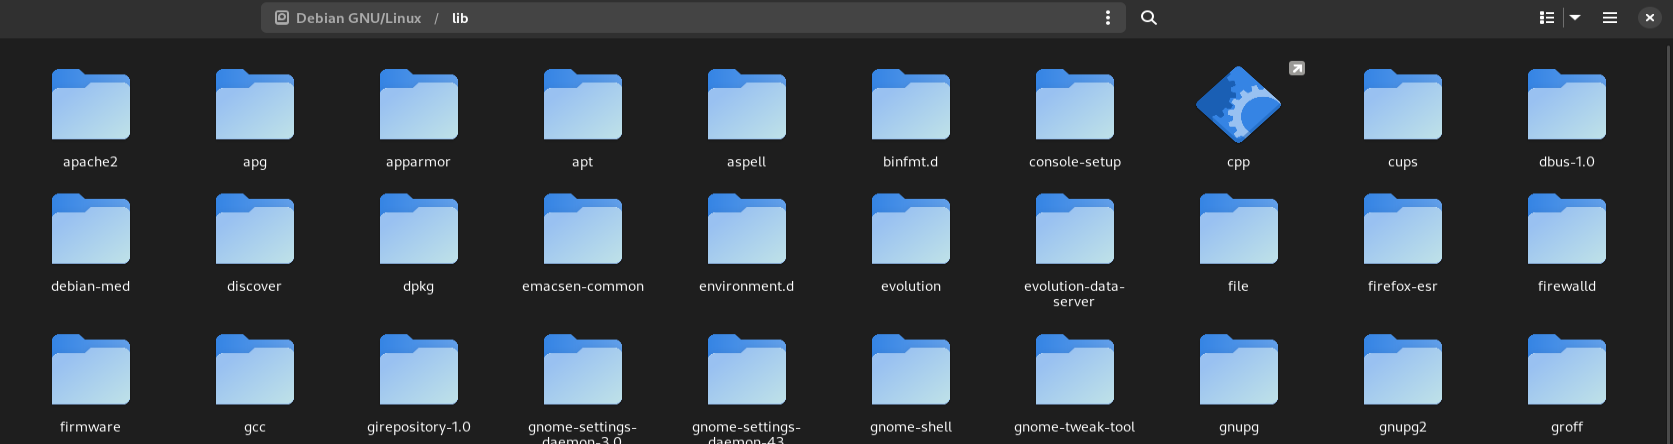 Debian GNU/Linux / lib
apache2
apg
apparmor
apt
aspell
binfmt.d
console-setup
cpp
cups
dbus-1.0
debian-med
discover
dpkg
emacsen-common
environment.d
evolution
evolution-data-
server
file
firefox-esr
firewalld
firmware
gcc
girepository-1.0
gnome-settings-
daemon-3.0
gnome-settings-
daemon-43
gnome-shell
gnome-tweak-tool
gnupg
gnupg2
groff